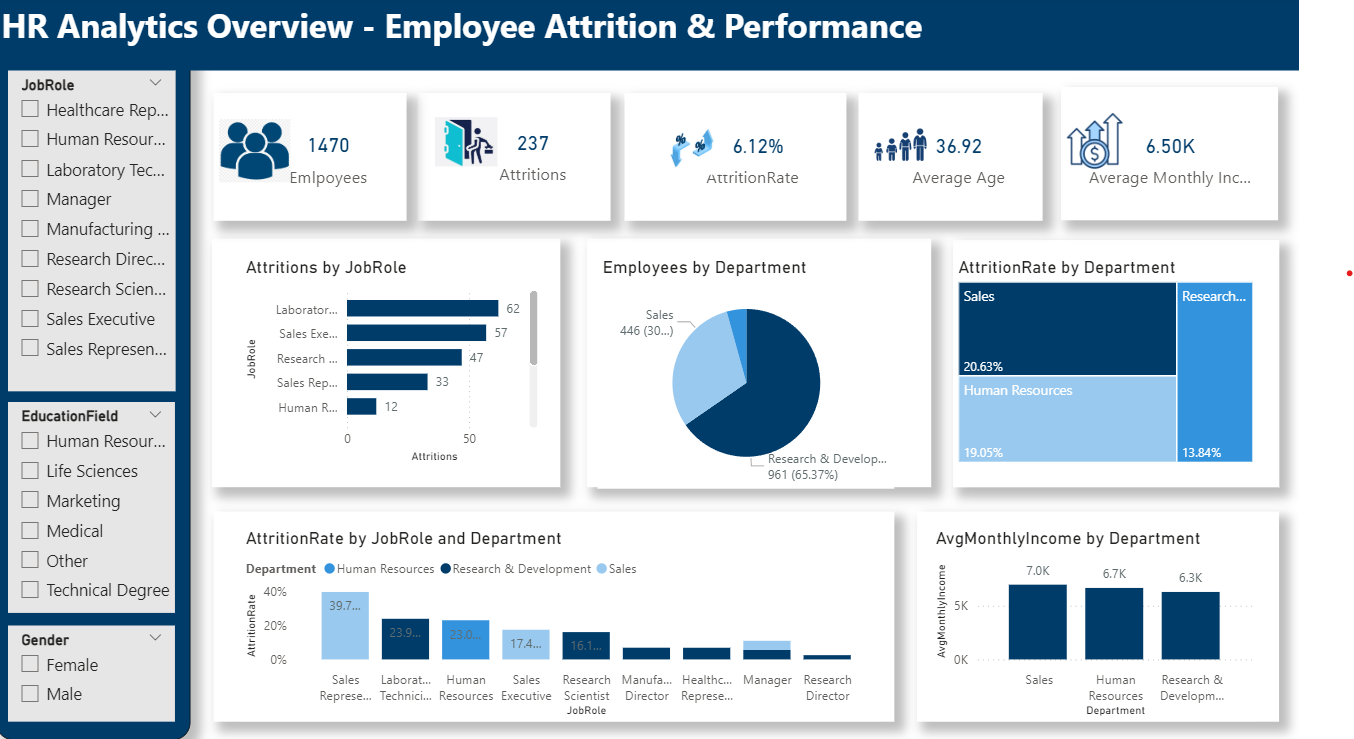 HR Analytics Overview - Employee Attrition & Performance
JobRole
Healthcare Rep...
Human Resour...
Laboratory Tec...
Manager
Manufacturing ...
Research Direc...
Research Scien...
Sales Executive
Sales Represen...
EducationField
Human Resour...
Life Sciences
Marketing
Medical
Other
Technical Degree
Gender
Female
Male
1470
Emlpoyees
237
Attritions
6.12%
AttritionRate
36.92
Average Age
6.50K
Average Monthly Inc...
Attritions by JobRole
JobRole
Laborator... 62
Sales Exe... 57
Research ... 47
Sales Rep... 33
Human R... 12
0 50
Attritions
Employees by Department
Sales
446 (30...)
Research & Develop...
961 (65.37%)
AttritionRate by Department
Sales
20.63%
Human Resources
19.05%
Research...
13.84%
AttritionRate by JobRole and Department
Department Human Resources Research & Development Sales
AttritionRate
40%
20%
0%
39.7... 23.9... 23.0... 17.4... 16.1...
Sales Laborat... Human Sales Research Manufa... Healthc... Manager Research
Represe... Technici... Resources Executive Scientist Director Represe... Director
JobRole
AvgMonthlyIncome by Department
AvgMonthlyIncome
5K
0K
7.0K 6.7K 6.3K
Sales Human Research &
Resources Developm...
Department